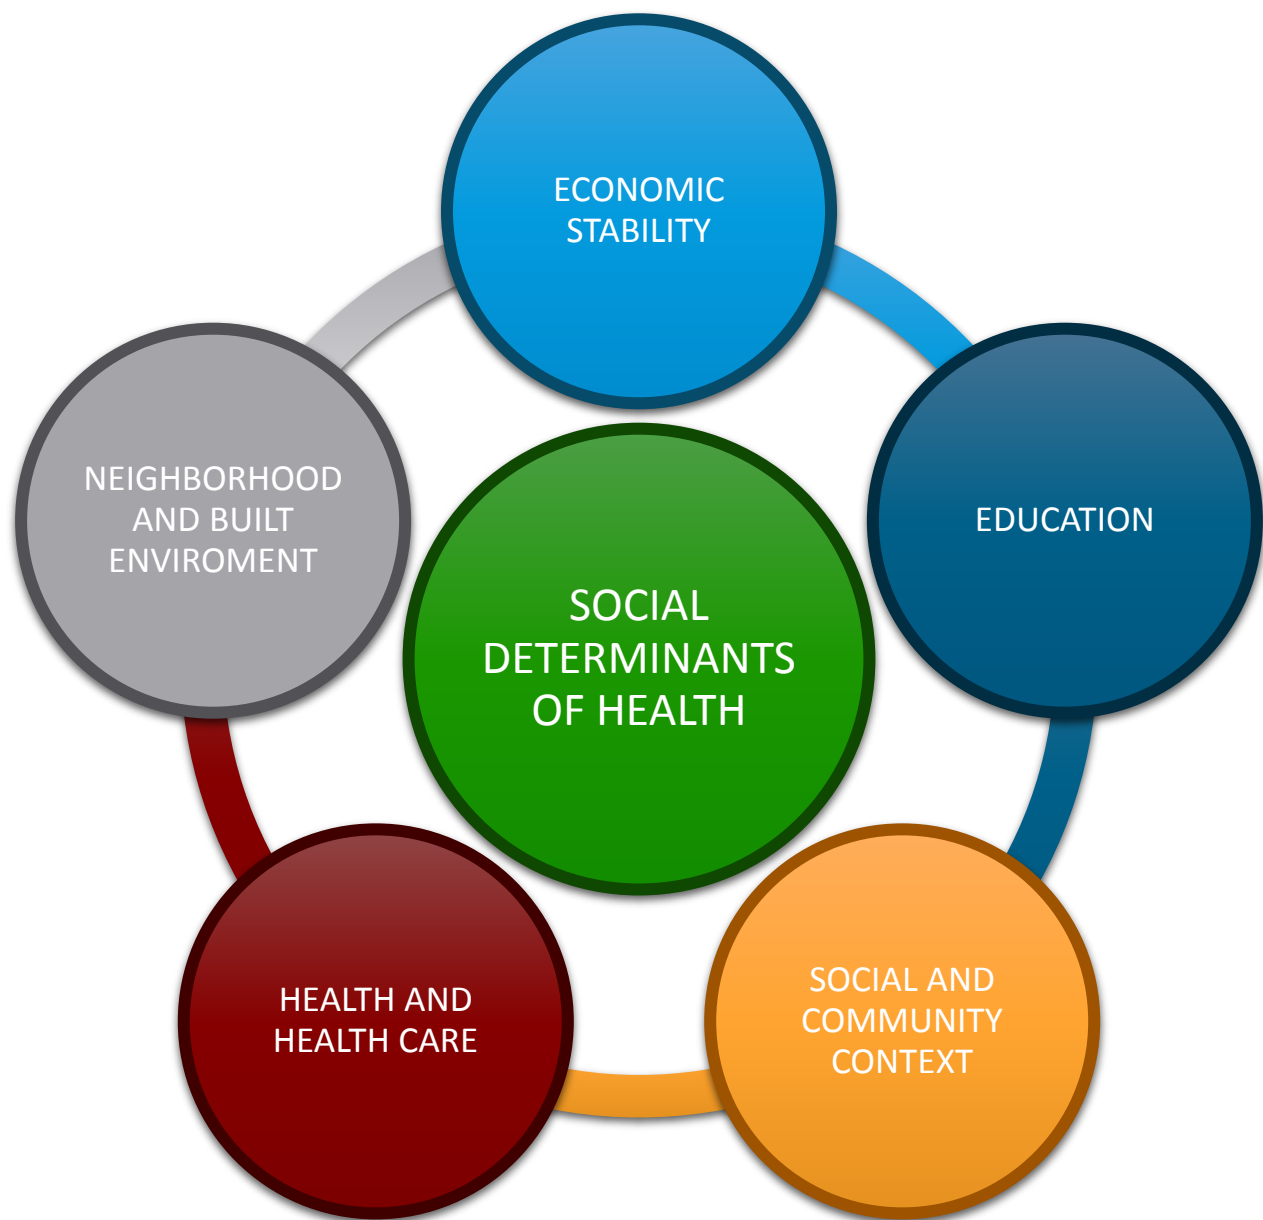 ECONOMIC
STABILITY
NEIGHBORHOOD
AND BUILT
ENVIROMENT
EDUCATION
SOCIAL
DETERMINANTS
OF HEALTH
HEALTH AND
HEALTH CARE
SOCIAL AND
COMMUNITY
CONTEXT